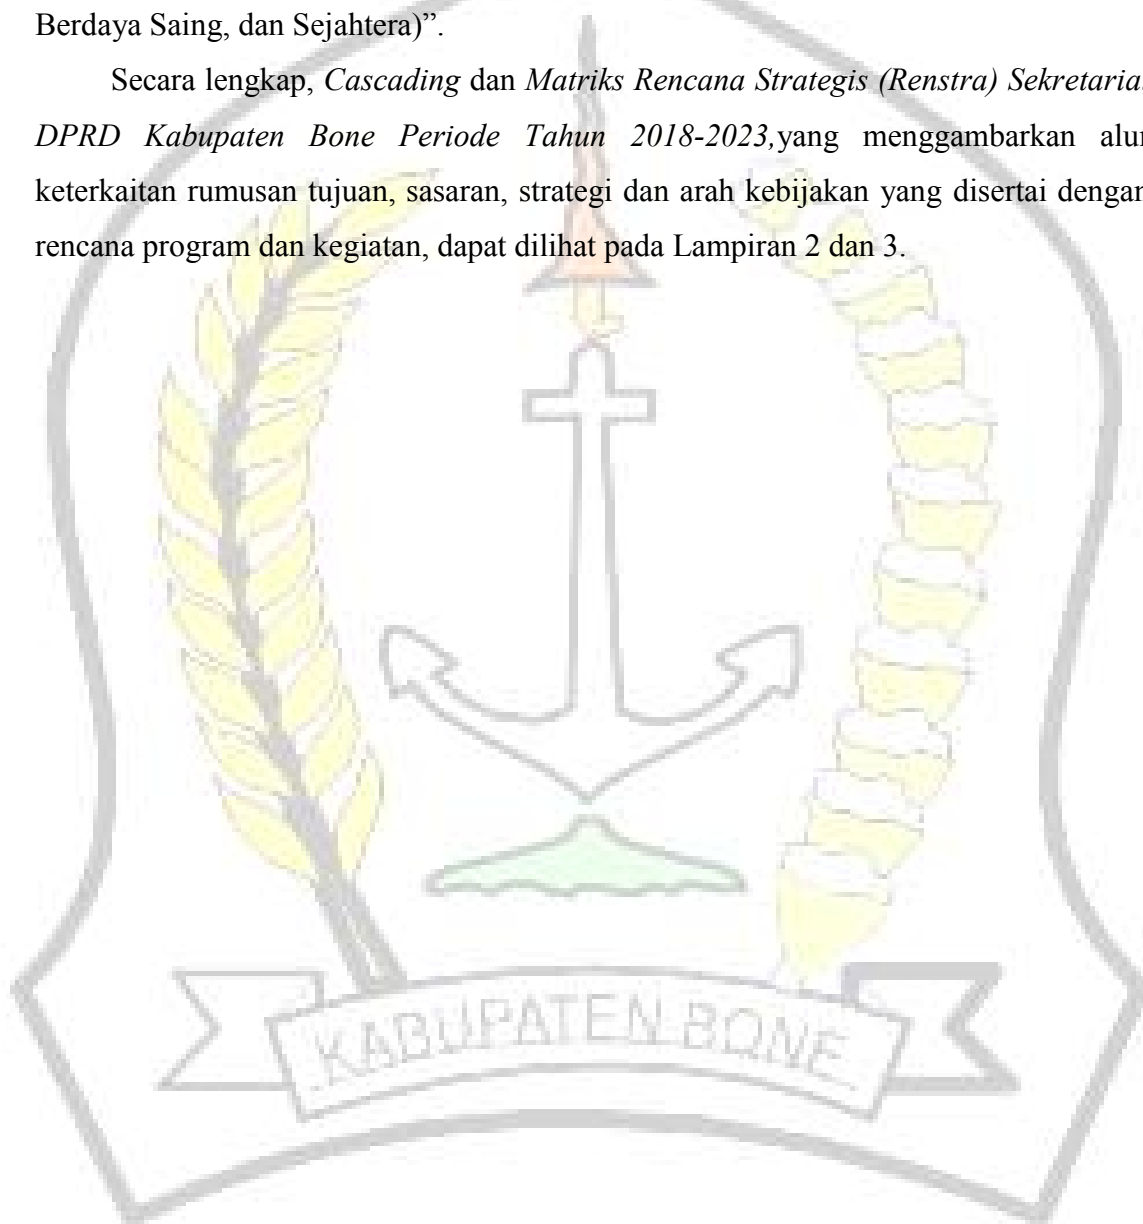 Berdaya Saing, dan Sejahtera)”.
Secara lengkap, Cascading dan Matriks Rencana Strategis (Renstra) Sekretaria
DPRD Kabupaten Bone Periode Tahun 2018-2023,yang menggambarkan alur
keterkaitan rumusan tujuan, sasaran, strategi dan arah kebijakan yang disertai dengan
rencana program dan kegiatan, dapat dilihat pada Lampiran 2 dan 3.
KABUPATEN BONE